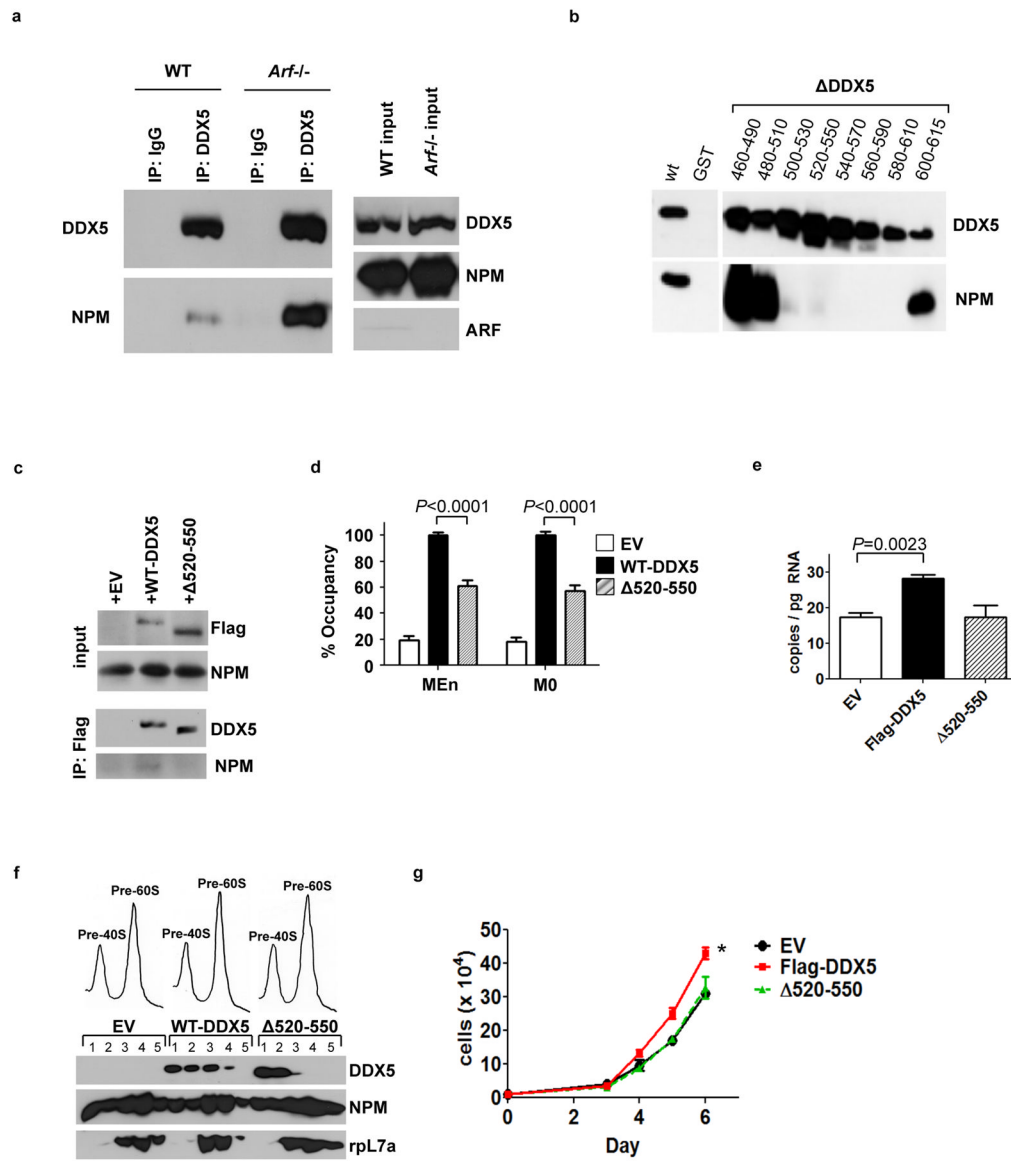 a
WT
Arf-/-
IP: IgG
IP: DDX5
IP: IgG
IP: DDX5
WT input
Arf-/- input
DDX5
NPM
DDX5
NPM
ARF
b
ΔDDX5
wt
GST
460-490
480-510
500-530
520-550
540-570
560-590
580-610
600-615
DDX5
NPM
c
+EV
+WT-DDX5
+Δ520-550
input
Flag
NPM
IP: Flag
DDX5
NPM
d
P<0.0001
P<0.0001
% Occupancy
100
80
60
40
20
0
MEn
M0
EV
WT-DDX5
Δ520-550
e
P=0.0023
copies / pg RNA
30
20
10
0
EV
Flag-DDX5
Δ520-550
f
Pre-60S
Pre-60S
Pre-60S
Pre-40S
Pre-40S
Pre-40S
EV
WT-DDX5
Δ520-550
1 2 3 4 5
1 2 3 4 5
1 2 3 4 5
DDX5
NPM
rpL7a
g
cells (x 10⁴)
50
40
30
20
10
0
0 2 4 6
Day
*
EV
Flag-DDX5
Δ520-550